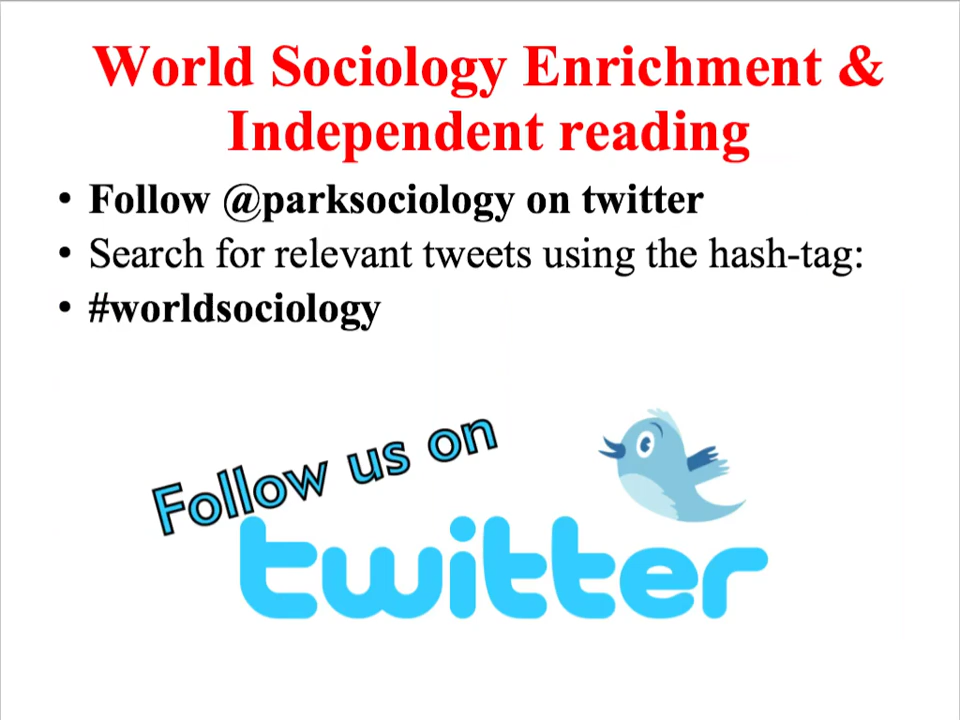 World Sociology Enrichment &
Independent reading
• Follow @parksociology on twitter
• Search for relevant tweets using the hash-tag:
• #worldsociology
Follow us on
twitter